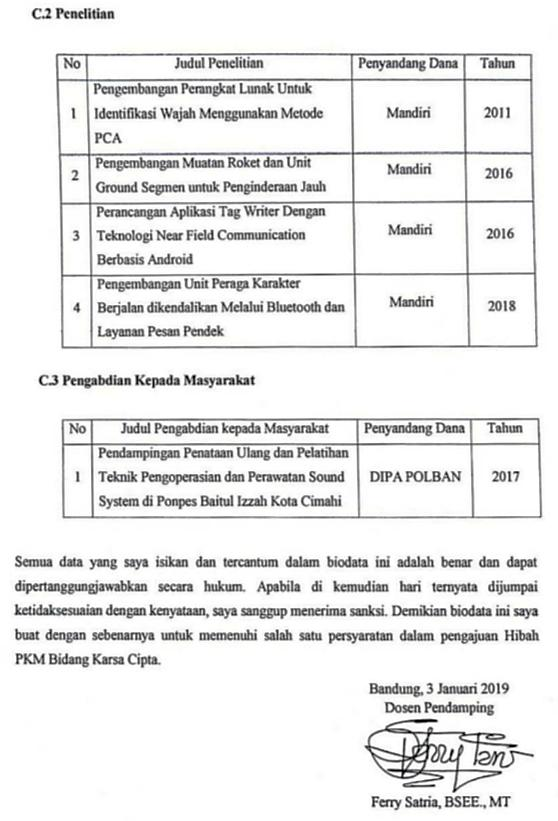 C.2 Penelitian
No Judul Penelitian Penyandang Dana Tahun
Pengembangan Perangkat Lunak Untuk
1 Identifikasi Wajah Menggunakan Metode Mandiri 2011
PCA
2 Pengembangan Muatan Roket dan Unit Mandiri 2016
Ground Segmen untuk Penginderaan Jauh
Perancangan Aplikasi Tag Writer Dengan
3 Teknologi Near Field Communication Mandiri 2016
Berbasis Android
Pengembangan Unit Peraga Karakter
4 Berjalan dikendalikan Melalui Bluetooth dan Mandiri 2018
Layanan Pesan Pendek
C.3 Pengabdian Kepada Masyarakat
No Judul Pengabdian kepada Masyarakat Penyandang Dana Tahun
Pendampingan Penataan Ulang dan Pelatihan
1 Teknik Pengoperasian dan Perawatan Sound DIPA POLBAN 2017
System di Ponpes Baitul Izzah Kota Cimahi
Semua data yang saya isikan dan tercantum dalam biodata ini adalah benar dan dapat
dipertanggungjawabkan secara hukum. Apabila di kemudian hari ternyata dijumpai
ketidaksesuaian dengan kenyataan, saya sanggup menerima sanksi. Demikian biodata ini saya
buat dengan sebenarnya untuk memenuhi salah satu persyaratan dalam pengajuan Hibah
PKM Bidang Karsa Cipta.
Bandung, 3 Januari 2019
Dosen Pendamping
Ferry Satria, BSEE., MT